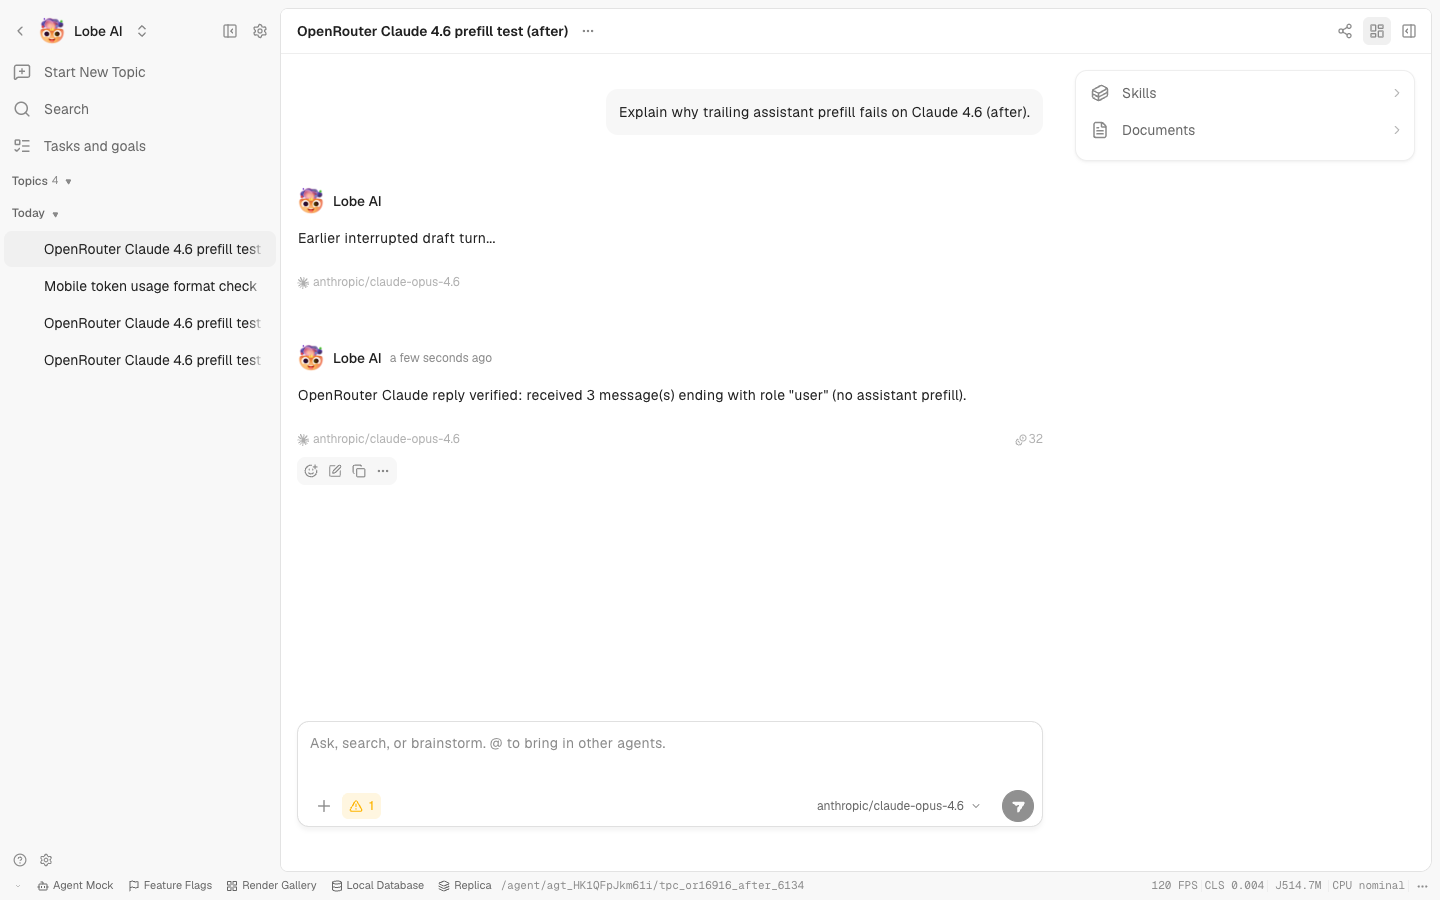 Lobe AI
Start New Topic
Search
Tasks and goals
Topics 4
Today
OpenRouter Claude 4.6 prefill test
Mobile token usage format check
OpenRouter Claude 4.6 prefill test
OpenRouter Claude 4.6 prefill test
OpenRouter Claude 4.6 prefill test (after)
Skills
Documents
Explain why trailing assistant prefill fails on Claude 4.6 (after).
Lobe AI
Earlier interrupted draft turn...
anthropic/claude-opus-4.6
Lobe AI a few seconds ago
OpenRouter Claude reply verified: received 3 message(s) ending with role "user" (no assistant prefill).
anthropic/claude-opus-4.6 32
Ask, search, or brainstorm. @ to bring in other agents.
1 anthropic/claude-opus-4.6
Agent Mock Feature Flags Render Gallery Local Database Replica /agent/agt_HK1QFpJkm61i/tpc_or16916_after_6134 120 FPS CLS 0.004 J514.7M CPU nominal